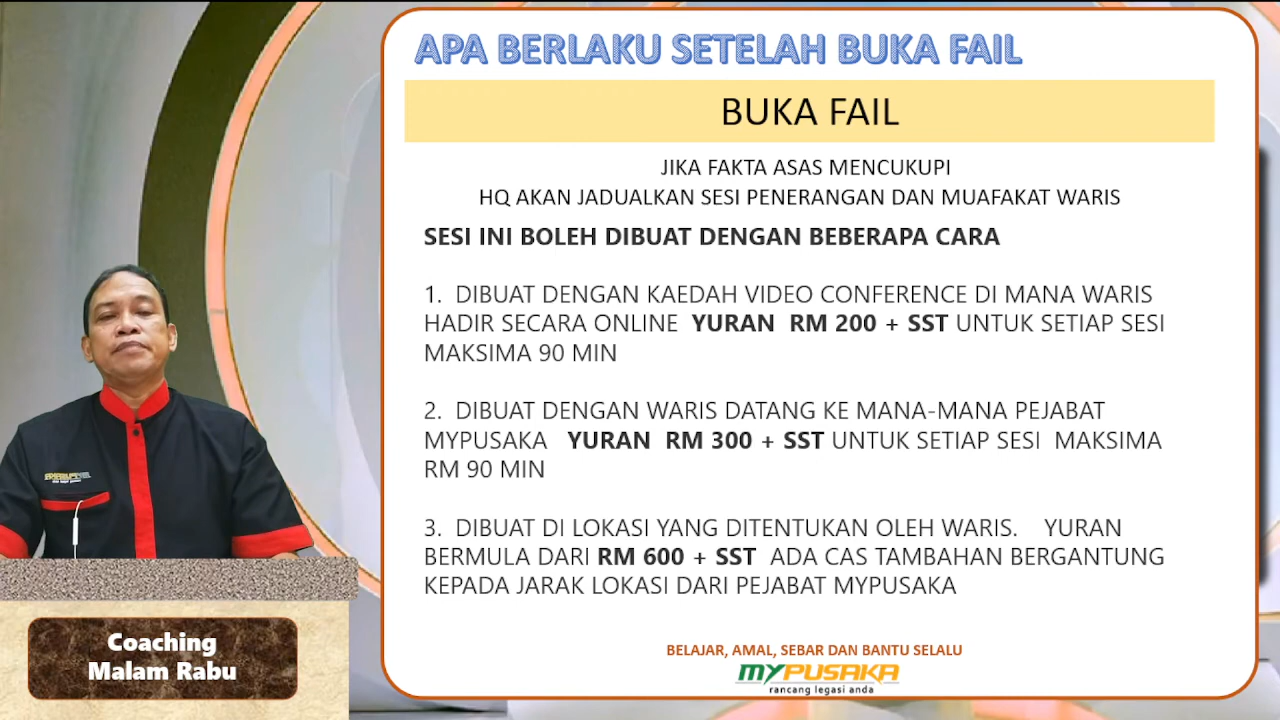 APA BERLAKU SETELAH BUKA FAIL
BUKA FAIL
JIKA FAKTA ASAS MENCUKUPI
HQ AKAN JADUALKAN SESI PENERANGAN DAN MUAFAKAT WARIS
SESI INI BOLEH DIBUAT DENGAN BEBERAPA CARA
1. DIBUAT DENGAN KAEDAH VIDEO CONFERENCE DI MANA WARIS
HADIR SECARA ONLINE YURAN RM 200 + SST UNTUK SETIAP SESI
MAKSIMA 90 MIN
2. DIBUAT DENGAN WARIS DATANG KE MANA-MANA PEJABAT
MYPUSAKA YURAN RM 300 + SST UNTUK SETIAP SESI MAKSIMA
RM 90 MIN
3. DIBUAT DI LOKASI YANG DITENTUKAN OLEH WARIS. YURAN
BERMULA DARI RM 600 + SST ADA CAS TAMBAHAN BERGANTUNG
KEPADA JARAK LOKASI DARI PEJABAT MYPUSAKA
BELAJAR, AMAL, SEBAR DAN BANTU SELALU
MYPUSAKA
rancang legasi anda
Coaching
Malam Rabu